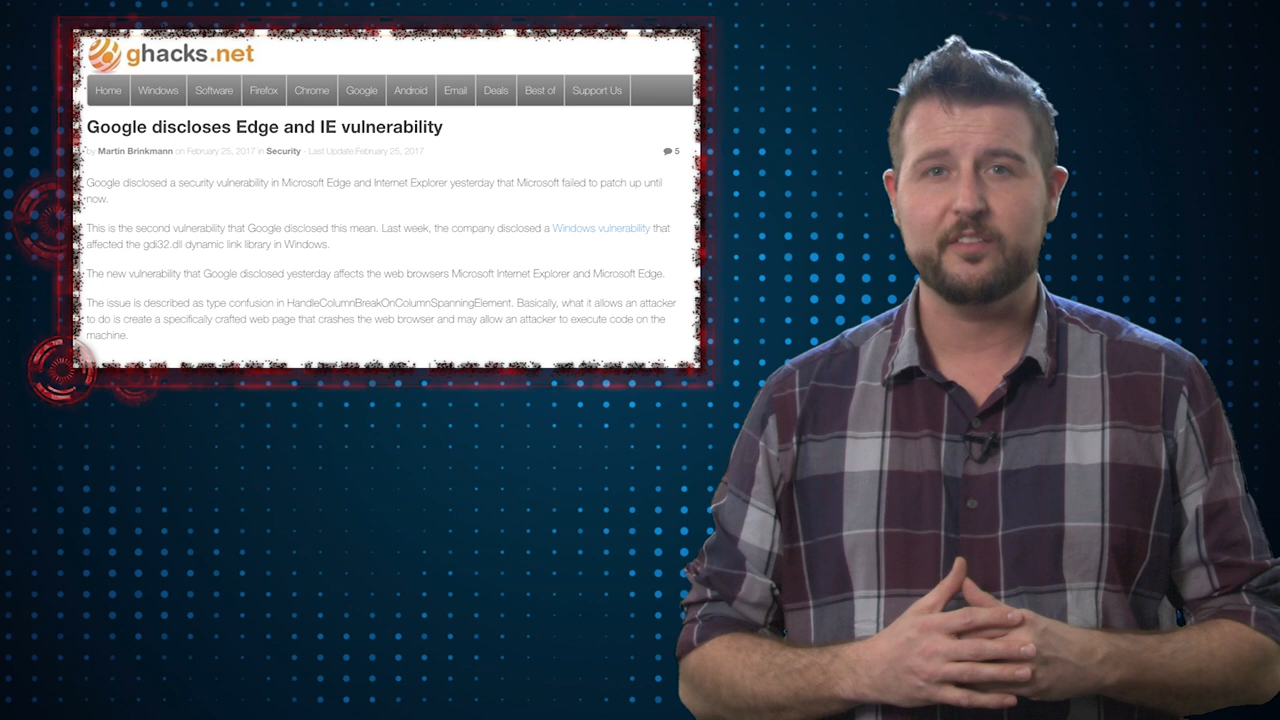 ghacks.net
Home Windows Software Firefox Chrome Google Android Email Deals Best of Support Us
Google discloses Edge and IE vulnerability
by Martin Brinkmann on February 25, 2017 in Security - Last Update:February 25, 2017 5
Google disclosed a security vulnerability in Microsoft Edge and Internet Explorer yesterday that Microsoft failed to patch up until
now.
This is the second vulnerability that Google disclosed this mean. Last week, the company disclosed a Windows vulnerability that
affected the gdi32.dll dynamic link library in Windows.
The new vulnerability that Google disclosed yesterday affects the web browsers Microsoft Internet Explorer and Microsoft Edge.
The issue is described as type confusion in HandleColumnBreakOnColumnSpanningElement. Basically, what it allows an attacker
to do is create a specifically crafted web page that crashes the web browser and may allow an attacker to execute code on the
machine.